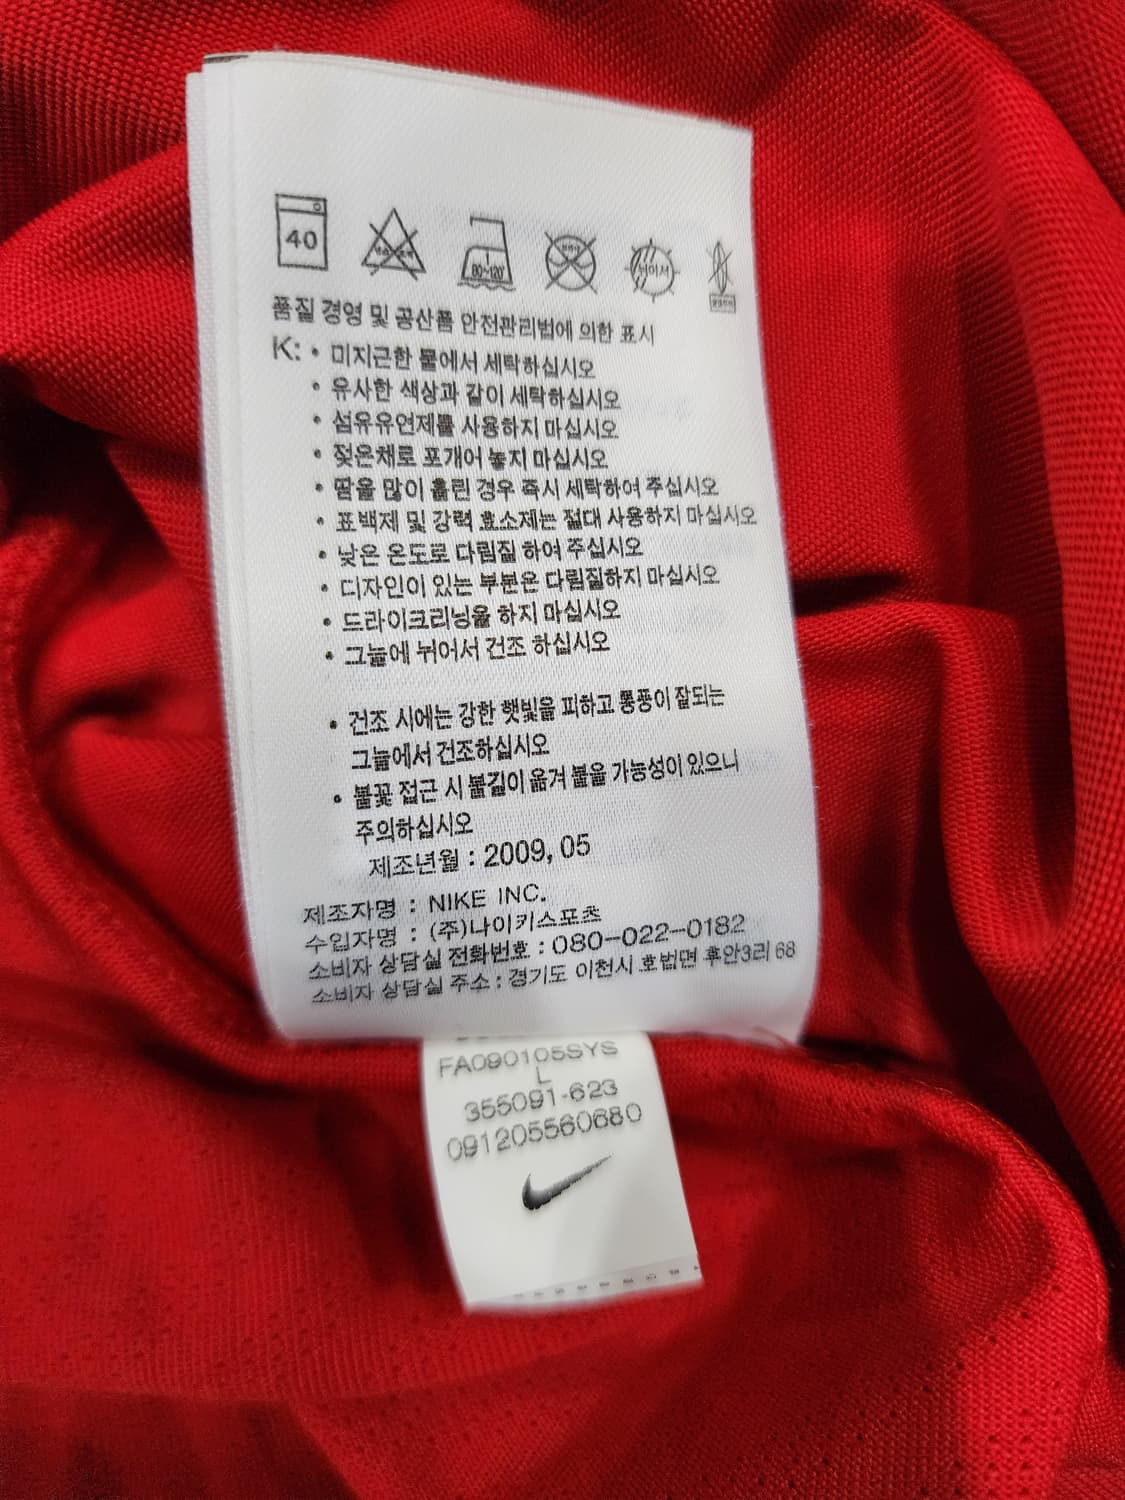 40
80~120°
뉘어서
품질 경영 및 공산품 안전관리법에 의한 표시
K: • 미지근한 물에서 세탁하십시오
• 유사한 색상과 같이 세탁하십시오
• 섬유유연제를 사용하지 마십시오
• 젖은채로 포개어 놓지 마십시오
• 땀을 많이 흘린 경우 즉시 세탁하여 주십시오
• 표백제 및 강력 효소제는 절대 사용하지 마십시오
• 낮은 온도로 다림질 하여 주십시오
• 디자인이 있는 부분은 다림질하지 마십시오
• 드라이크리닝을 하지 마십시오
• 그늘에 뉘어서 건조 하십시오
• 건조 시에는 강한 햇빛을 피하고 통풍이 잘되는
그늘에서 건조하십시오
• 불꽃 접근 시 불길이 옮겨 붙을 가능성이 있으니
주의하십시오
제조년월 : 2009, 05
제조자명 : NIKE INC.
수입자명 : (주)나이키스포츠
소비자 상담실 전화번호 : 080-022-0182
소비자 상담실 주소 : 경기도 이천시 호법면 후안3리 68
FA090105SYS
L
355091-623
091205560680